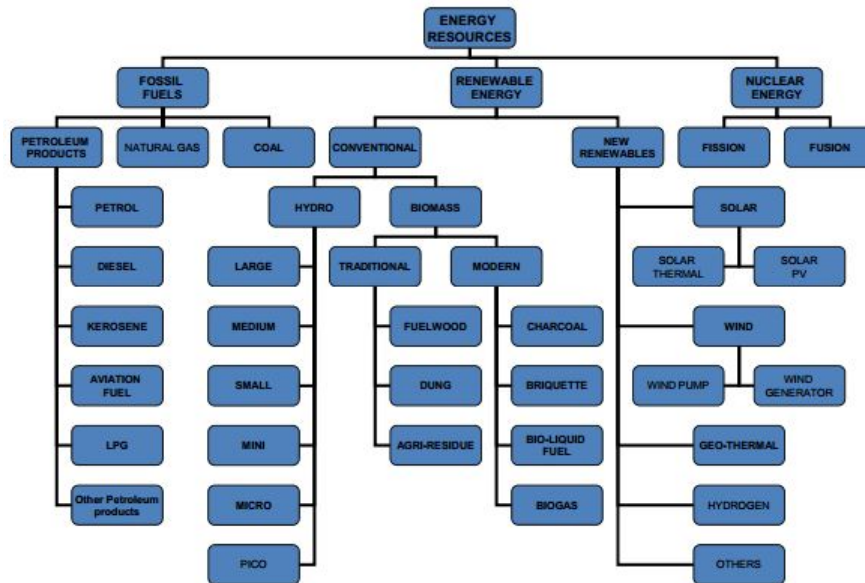 ENERGY
RESOURCES
FOSSIL
FUELS
RENEWABLE
ENERGY
NUCLEAR
ENERGY
PETROLEUM
PRODUCTS
NATURAL GAS
COAL
CONVENTIONAL
NEW
RENEWABLES
FISSION
FUSION
PETROL
HYDRO
BIOMASS
SOLAR
DIESEL
LARGE
TRADITIONAL
MODERN
SOLAR
THERMAL
SOLAR
PV
KEROSENE
MEDIUM
FUELWOOD
CHARCOAL
WIND
AVIATION
FUEL
SMALL
DUNG
BRIQUETTE
WIND PUMP
WIND
GENERATOR
LPG
MINI
AGRI-RESIDUE
BIO-LIQUID
FUEL
GEO-THERMAL
Other Petroleum
products
MICRO
BIOGAS
HYDROGEN
PICO
OTHERS